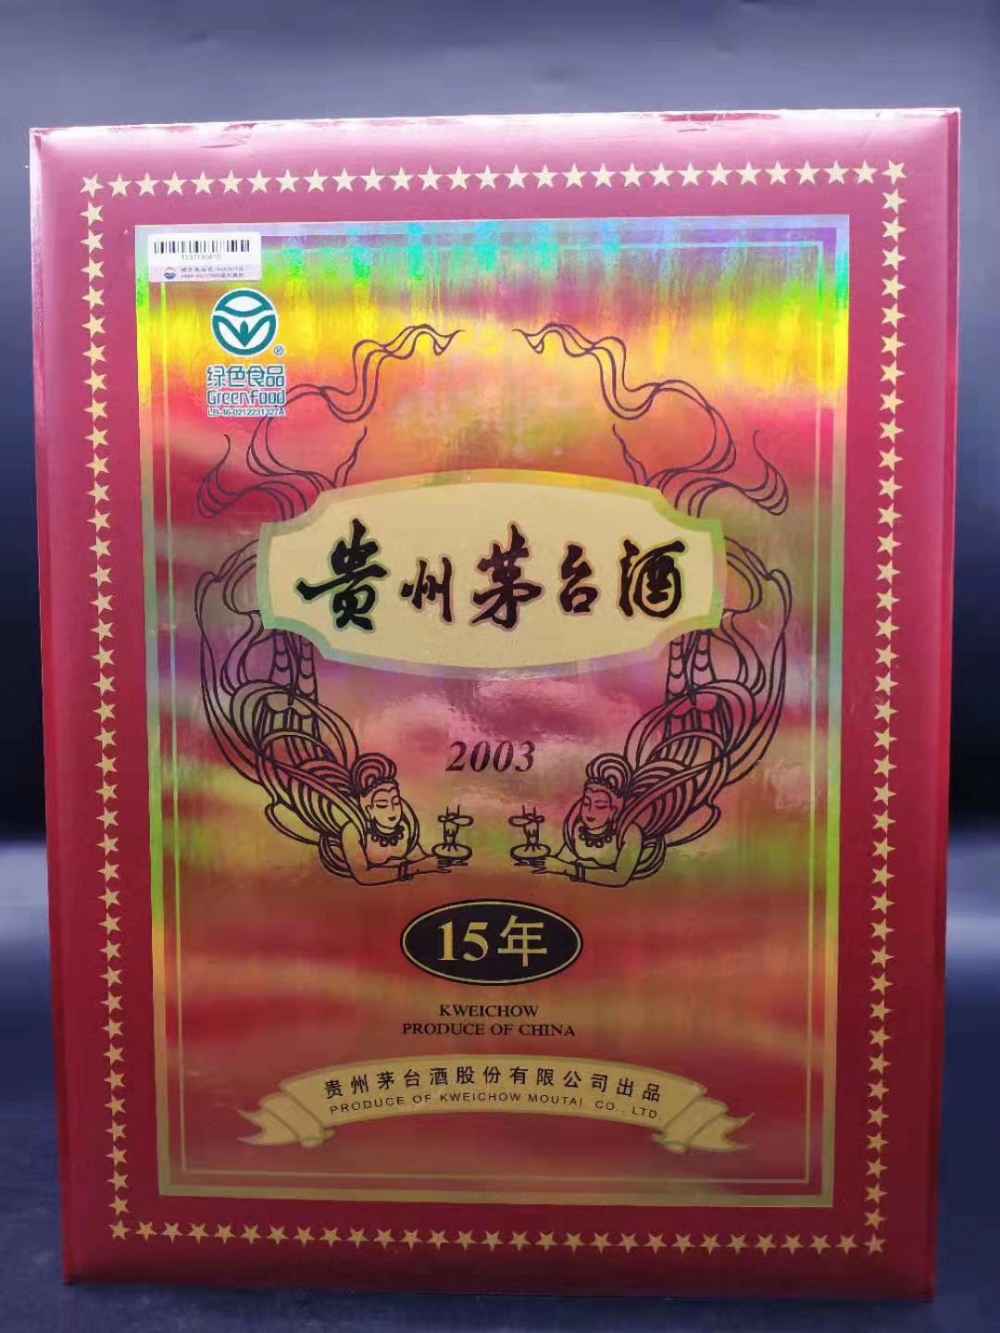 绿色食品
Greenfood
贵州茅台酒
2003
15年
KWEICHOW
PRODUCE OF CHINA
贵州茅台酒股份有限公司出品
PRODUCE OF KWEICHOW MOUTAI CO., LTD.